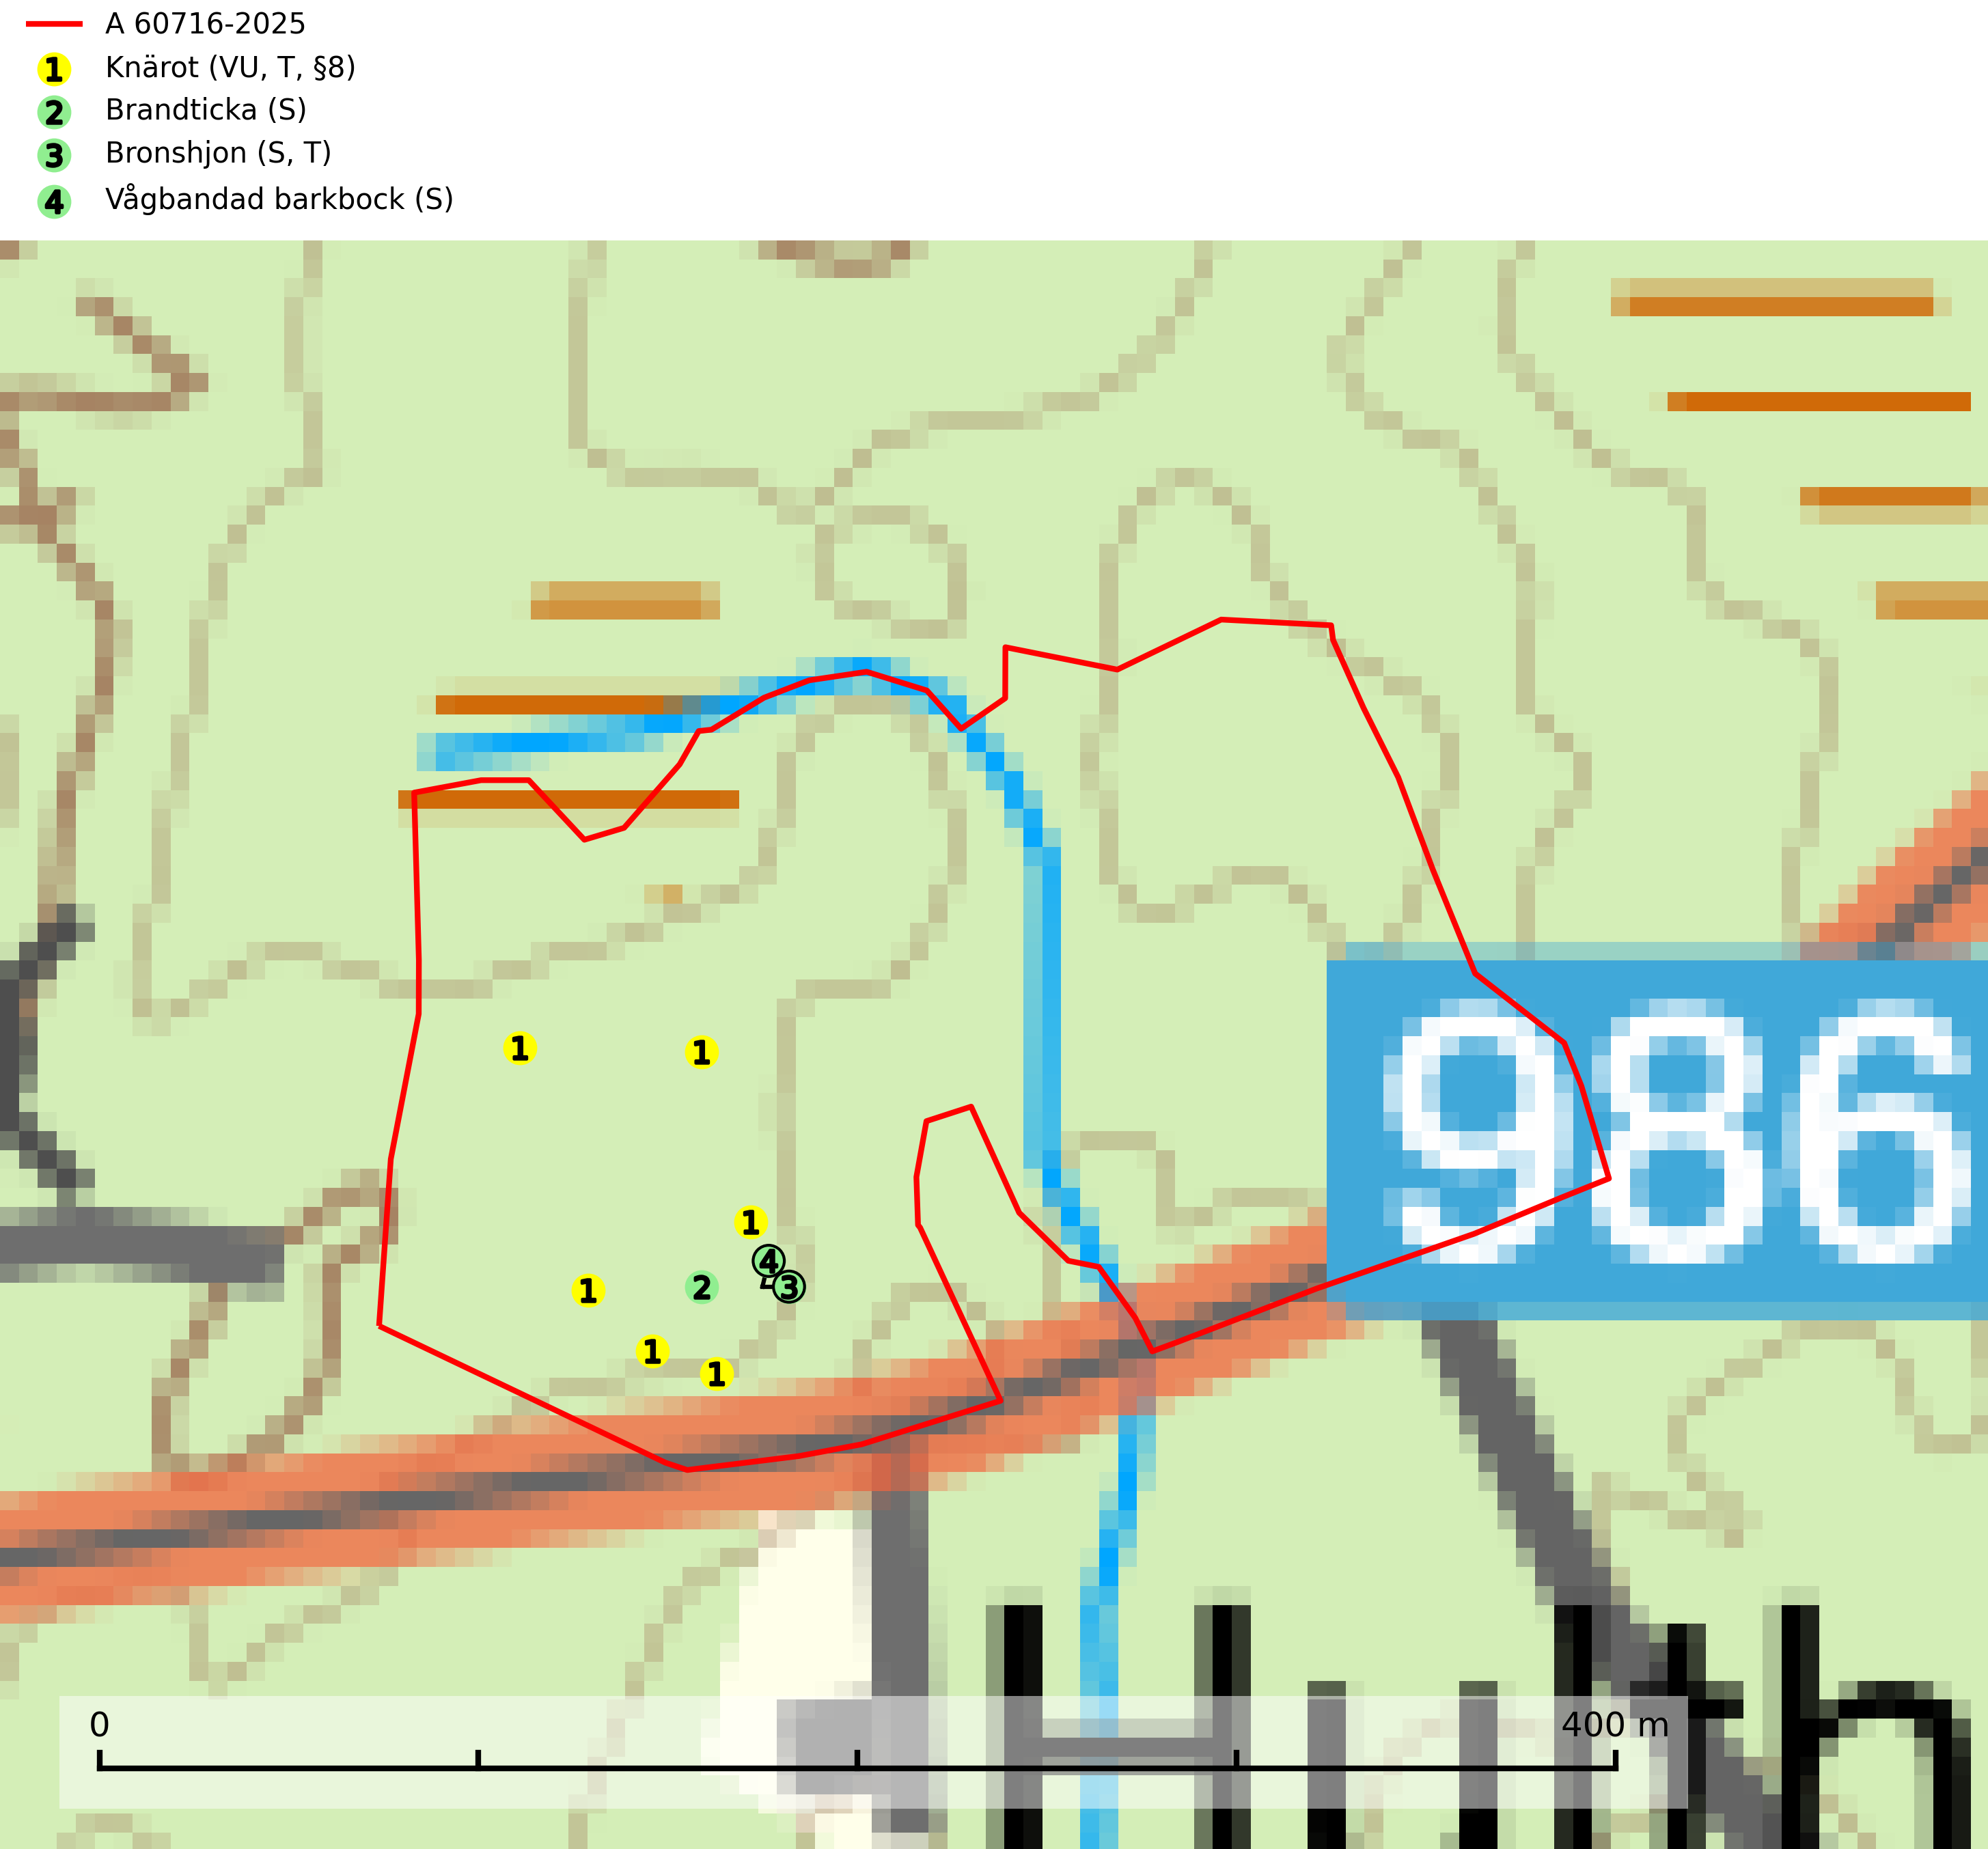 A 60716-2025
1 Knärot (VU, T, §8)
2 Brandticka (S)
3 Bronshjon (S, T)
4 Vågbandad barkbock (S)
986
1 1
1
4
1 2 3
1
1
0 400 m